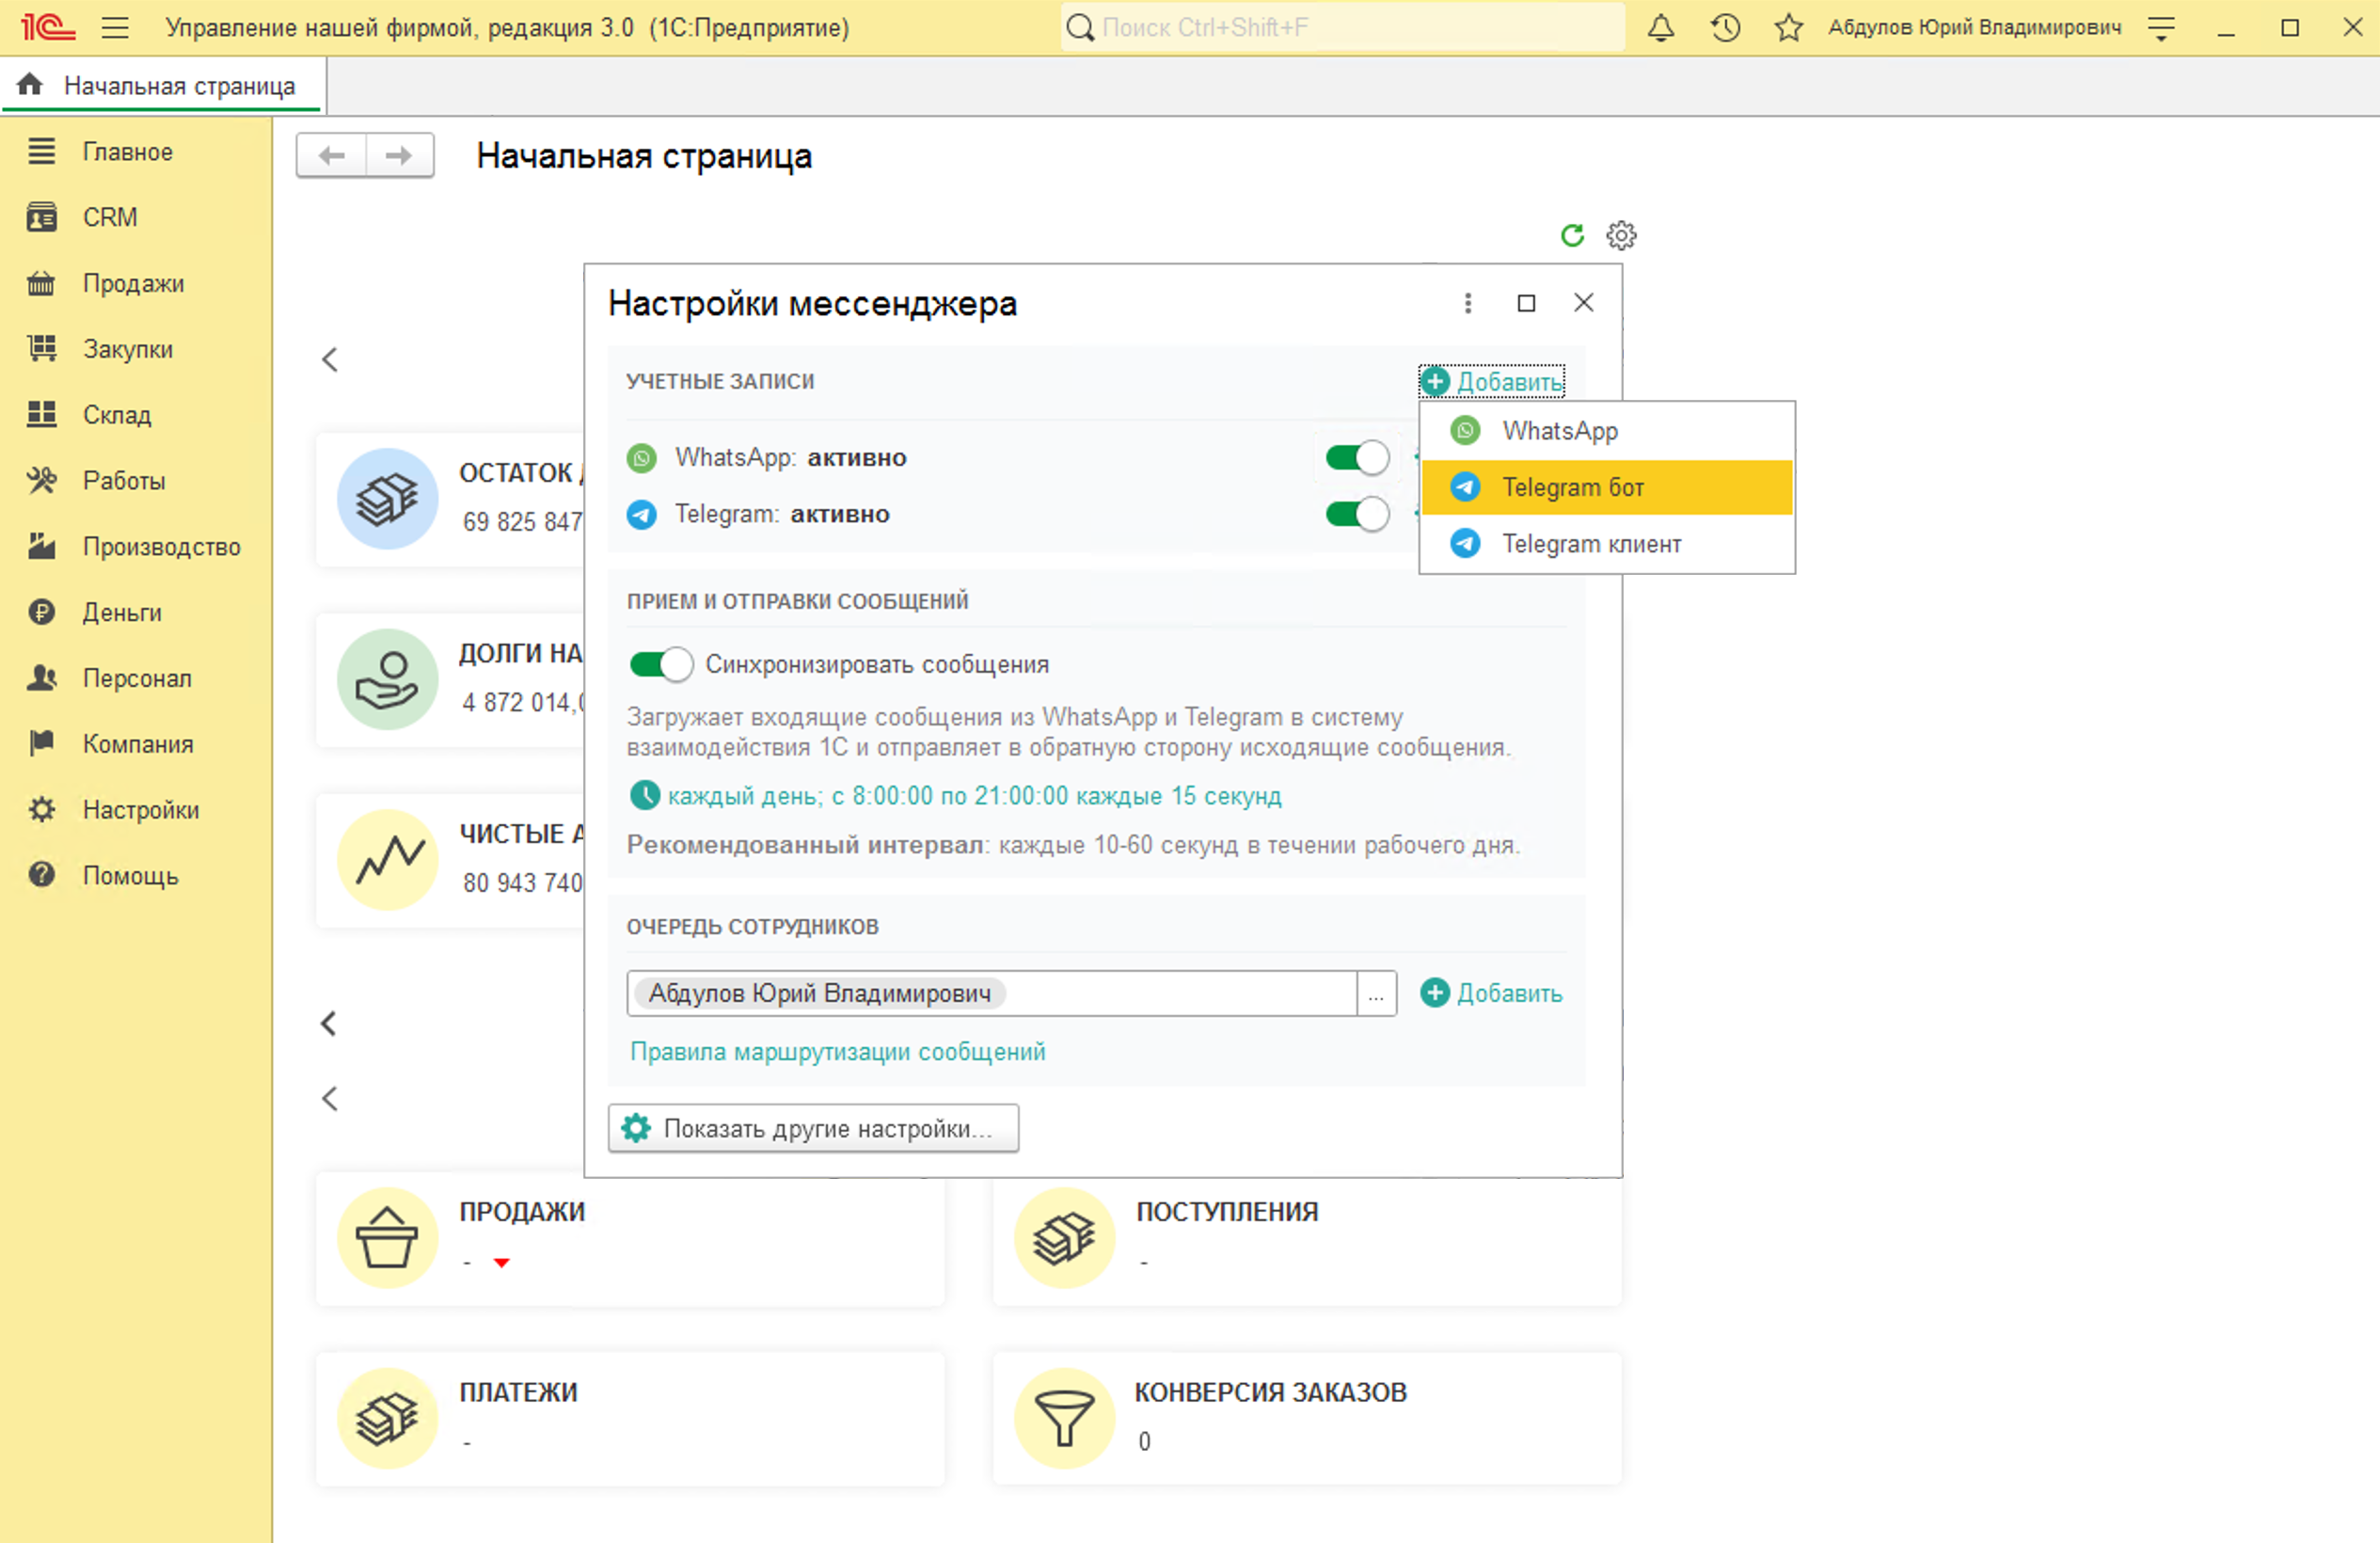 1С Управление нашей фирмой, редакция 3.0 (1С:Предприятие)
Поиск Ctrl+Shift+F
Абдулов Юрий Владимирович
Начальная страница
Главное
CRM
Продажи
Закупки
Склад
Работы
Производство
Деньги
Персонал
Компания
Настройки
Помощь
Начальная страница
ОСТАТОК
69 825 847
ДОЛГИ НА
4 872 014,
ЧИСТЫЕ А
80 943 740
Настройки мессенджера
УЧЕТНЫЕ ЗАПИСИ
Добавить
WhatsApp: активно
Telegram: активно
WhatsApp
Telegram бот
Telegram клиент
ПРИЕМ И ОТПРАВКИ СООБЩЕНИЙ
Синхронизировать сообщения
Загружает входящие сообщения из WhatsApp и Telegram в систему
взаимодействия 1С и отправляет в обратную сторону исходящие сообщения.
каждый день; с 8:00:00 по 21:00:00 каждые 15 секунд
Рекомендованный интервал: каждые 10-60 секунд в течении рабочего дня.
ОЧЕРЕДЬ СОТРУДНИКОВ
Абдулов Юрий Владимирович
...
Добавить
Правила маршрутизации сообщений
Показать другие настройки...
ПРОДАЖИ
-
ПОСТУПЛЕНИЯ
-
ПЛАТЕЖИ
-
КОНВЕРСИЯ ЗАКАЗОВ
0